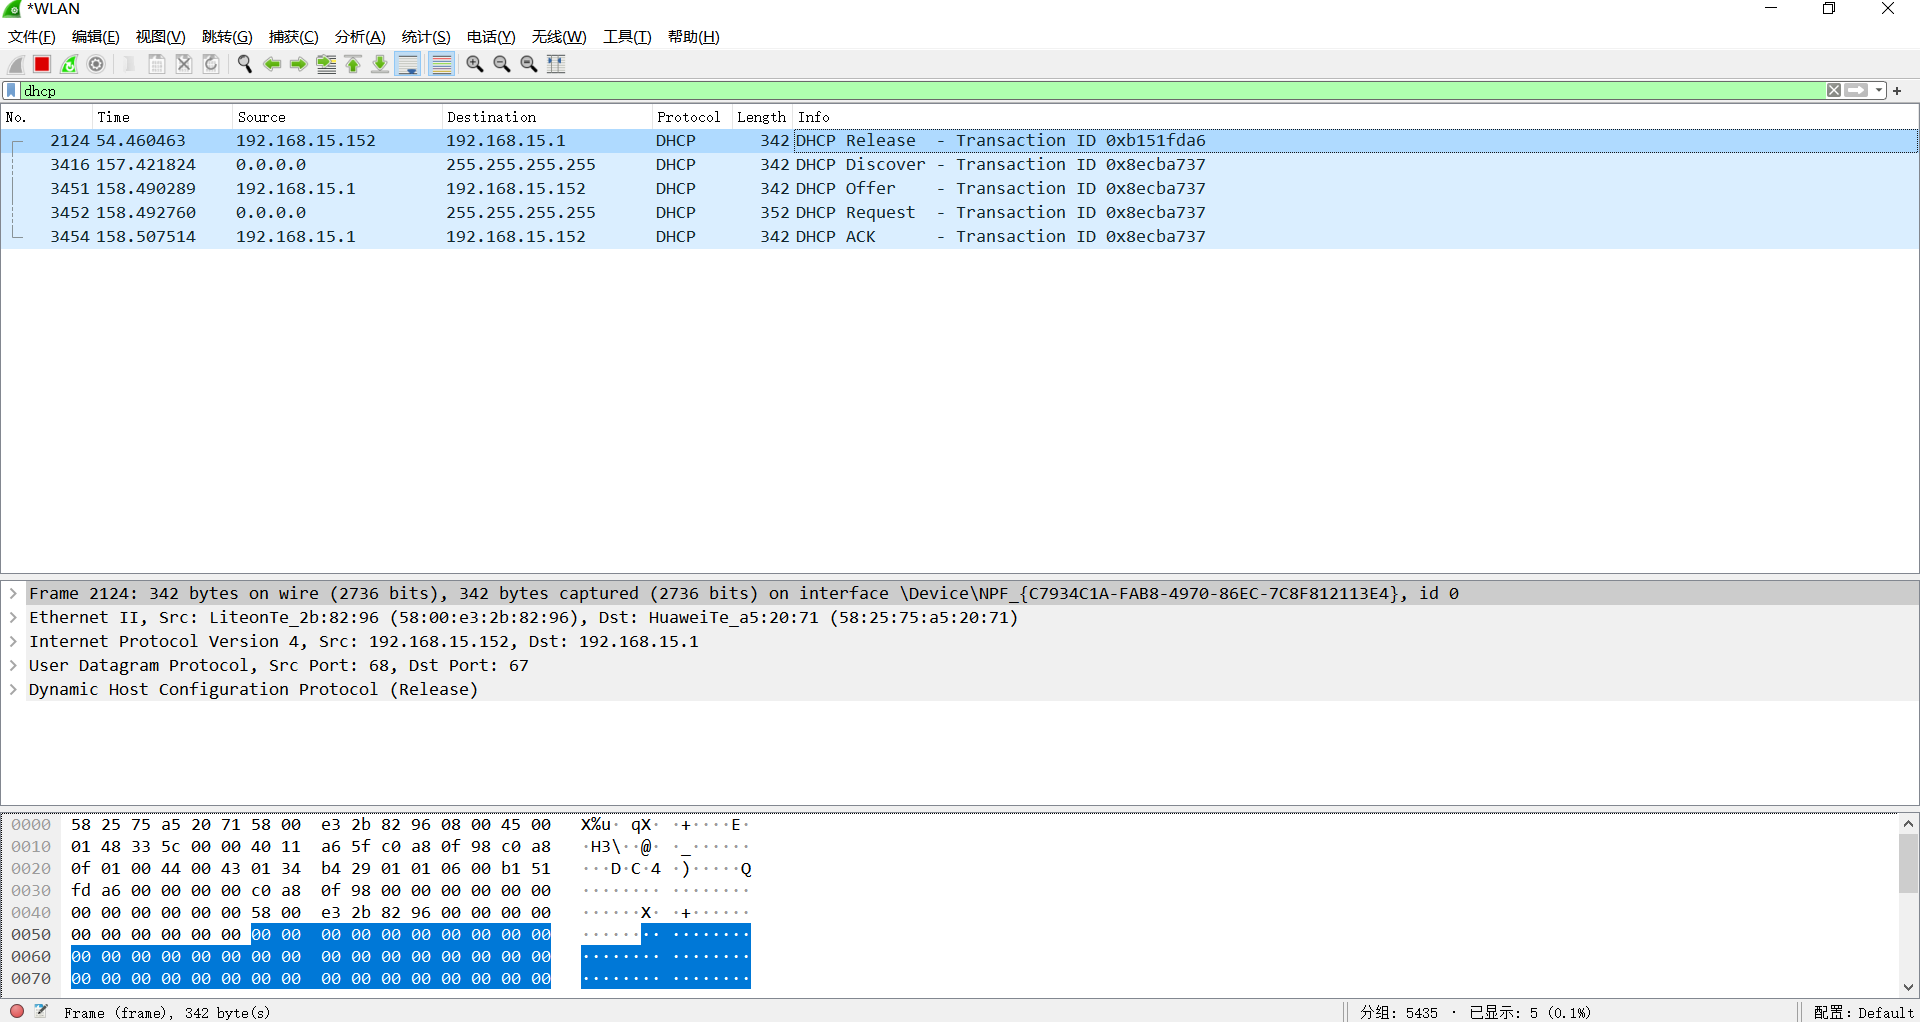 *WLAN
文件(F) 编辑(E) 视图(V) 跳转(G) 捕获(C) 分析(A) 统计(S) 电话(Y) 无线(W) 工具(T) 帮助(H)
dhcp
No. Time Source Destination Protocol Length Info
2124 54.460463 192.168.15.152 192.168.15.1 DHCP 342 DHCP Release - Transaction ID 0xb151fda6
3416 157.421824 0.0.0.0 255.255.255.255 DHCP 342 DHCP Discover - Transaction ID 0x8ecba737
3451 158.490289 192.168.15.1 192.168.15.152 DHCP 342 DHCP Offer - Transaction ID 0x8ecba737
3452 158.492760 0.0.0.0 255.255.255.255 DHCP 352 DHCP Request - Transaction ID 0x8ecba737
3454 158.507514 192.168.15.1 192.168.15.152 DHCP 342 DHCP ACK - Transaction ID 0x8ecba737
Frame 2124: 342 bytes on wire (2736 bits), 342 bytes captured (2736 bits) on interface \Device\NPF_{C7934C1A-FAB8-4970-86EC-7C8F812113E4}, id 0
Ethernet II, Src: LiteonTe_2b:82:96 (58:00:e3:2b:82:96), Dst: HuaweiTe_a5:20:71 (58:25:75:a5:20:71)
Internet Protocol Version 4, Src: 192.168.15.152, Dst: 192.168.15.1
User Datagram Protocol, Src Port: 68, Dst Port: 67
Dynamic Host Configuration Protocol (Release)
0000 58 25 75 a5 20 71 58 00 e3 2b 82 96 08 00 45 00 X%u· qX· ·+····E·
0010 01 48 33 5c 00 00 40 11 a6 5f c0 a8 0f 98 c0 a8 ·H3\··@· ·_······
0020 0f 01 00 44 00 43 01 34 b4 29 01 01 06 00 b1 51 ···D·C·4 ·)·····Q
0030 fd a6 00 00 00 00 c0 a8 0f 98 00 00 00 00 00 00 ········ ········
0040 00 00 00 00 00 00 58 00 e3 2b 82 96 00 00 00 00 ······X· ·+······
0050 00 00 00 00 00 00 00 00 00 00 00 00 00 00 00 00 ········ ········
0060 00 00 00 00 00 00 00 00 00 00 00 00 00 00 00 00 ········ ········
0070 00 00 00 00 00 00 00 00 00 00 00 00 00 00 00 00 ········ ········
Frame (frame), 342 byte(s) 分组: 5435 · 已显示: 5 (0.1%) 配置: Default